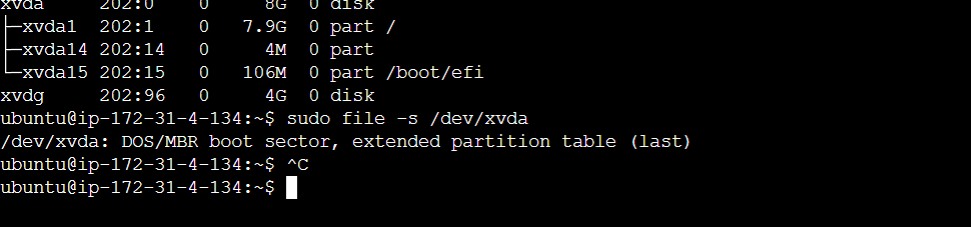 xvda 202:0 0 8G 0 disk
├─xvda1 202:1 0 7.9G 0 part /
├─xvda14 202:14 0 4M 0 part
└─xvda15 202:15 0 106M 0 part /boot/efi
xvdg 202:96 0 4G 0 disk
ubuntu@ip-172-31-4-134:~$ sudo file -s /dev/xvda
/dev/xvda: DOS/MBR boot sector, extended partition table (last)
ubuntu@ip-172-31-4-134:~$ ^C
ubuntu@ip-172-31-4-134:~$